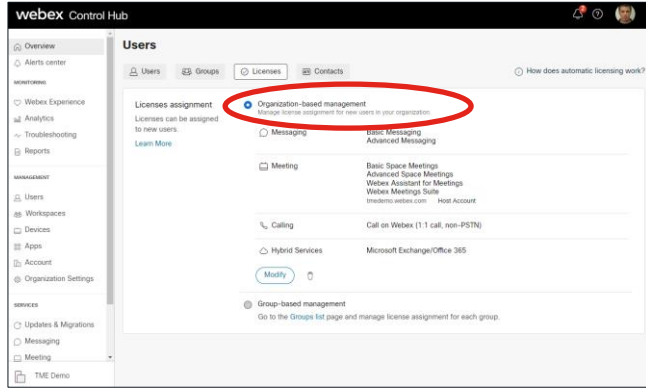 webex Control Hub
2
Overview
Alerts center
MONITORING
Webex Experience
Analytics
Troubleshooting
Reports
MANAGEMENT
Users
Workspaces
Devices
Apps
Account
Organization Settings
SERVICES
Updates & Migrations
Messaging
Meeting
TME Demo
Users
Users
Groups
Licenses
Contacts
How does automatic licensing work?
Licenses assignment
Licenses can be assigned
to new users.
Learn More
Organization-based management
Manage license assignment for new users in your organization
Messaging
Basic Messaging
Advanced Messaging
Meeting
Basic Space Meetings
Advanced Space Meetings
Webex Assistant for Meetings
Webex Meetings Suite
tmedemo.webex.com Host Account
Calling
Call on Webex (1:1 call, non-PSTN)
Hybrid Services
Microsoft Exchange/Office 365
Modify
Group-based management
Go to the Groups list page and manage license assignment for each group.